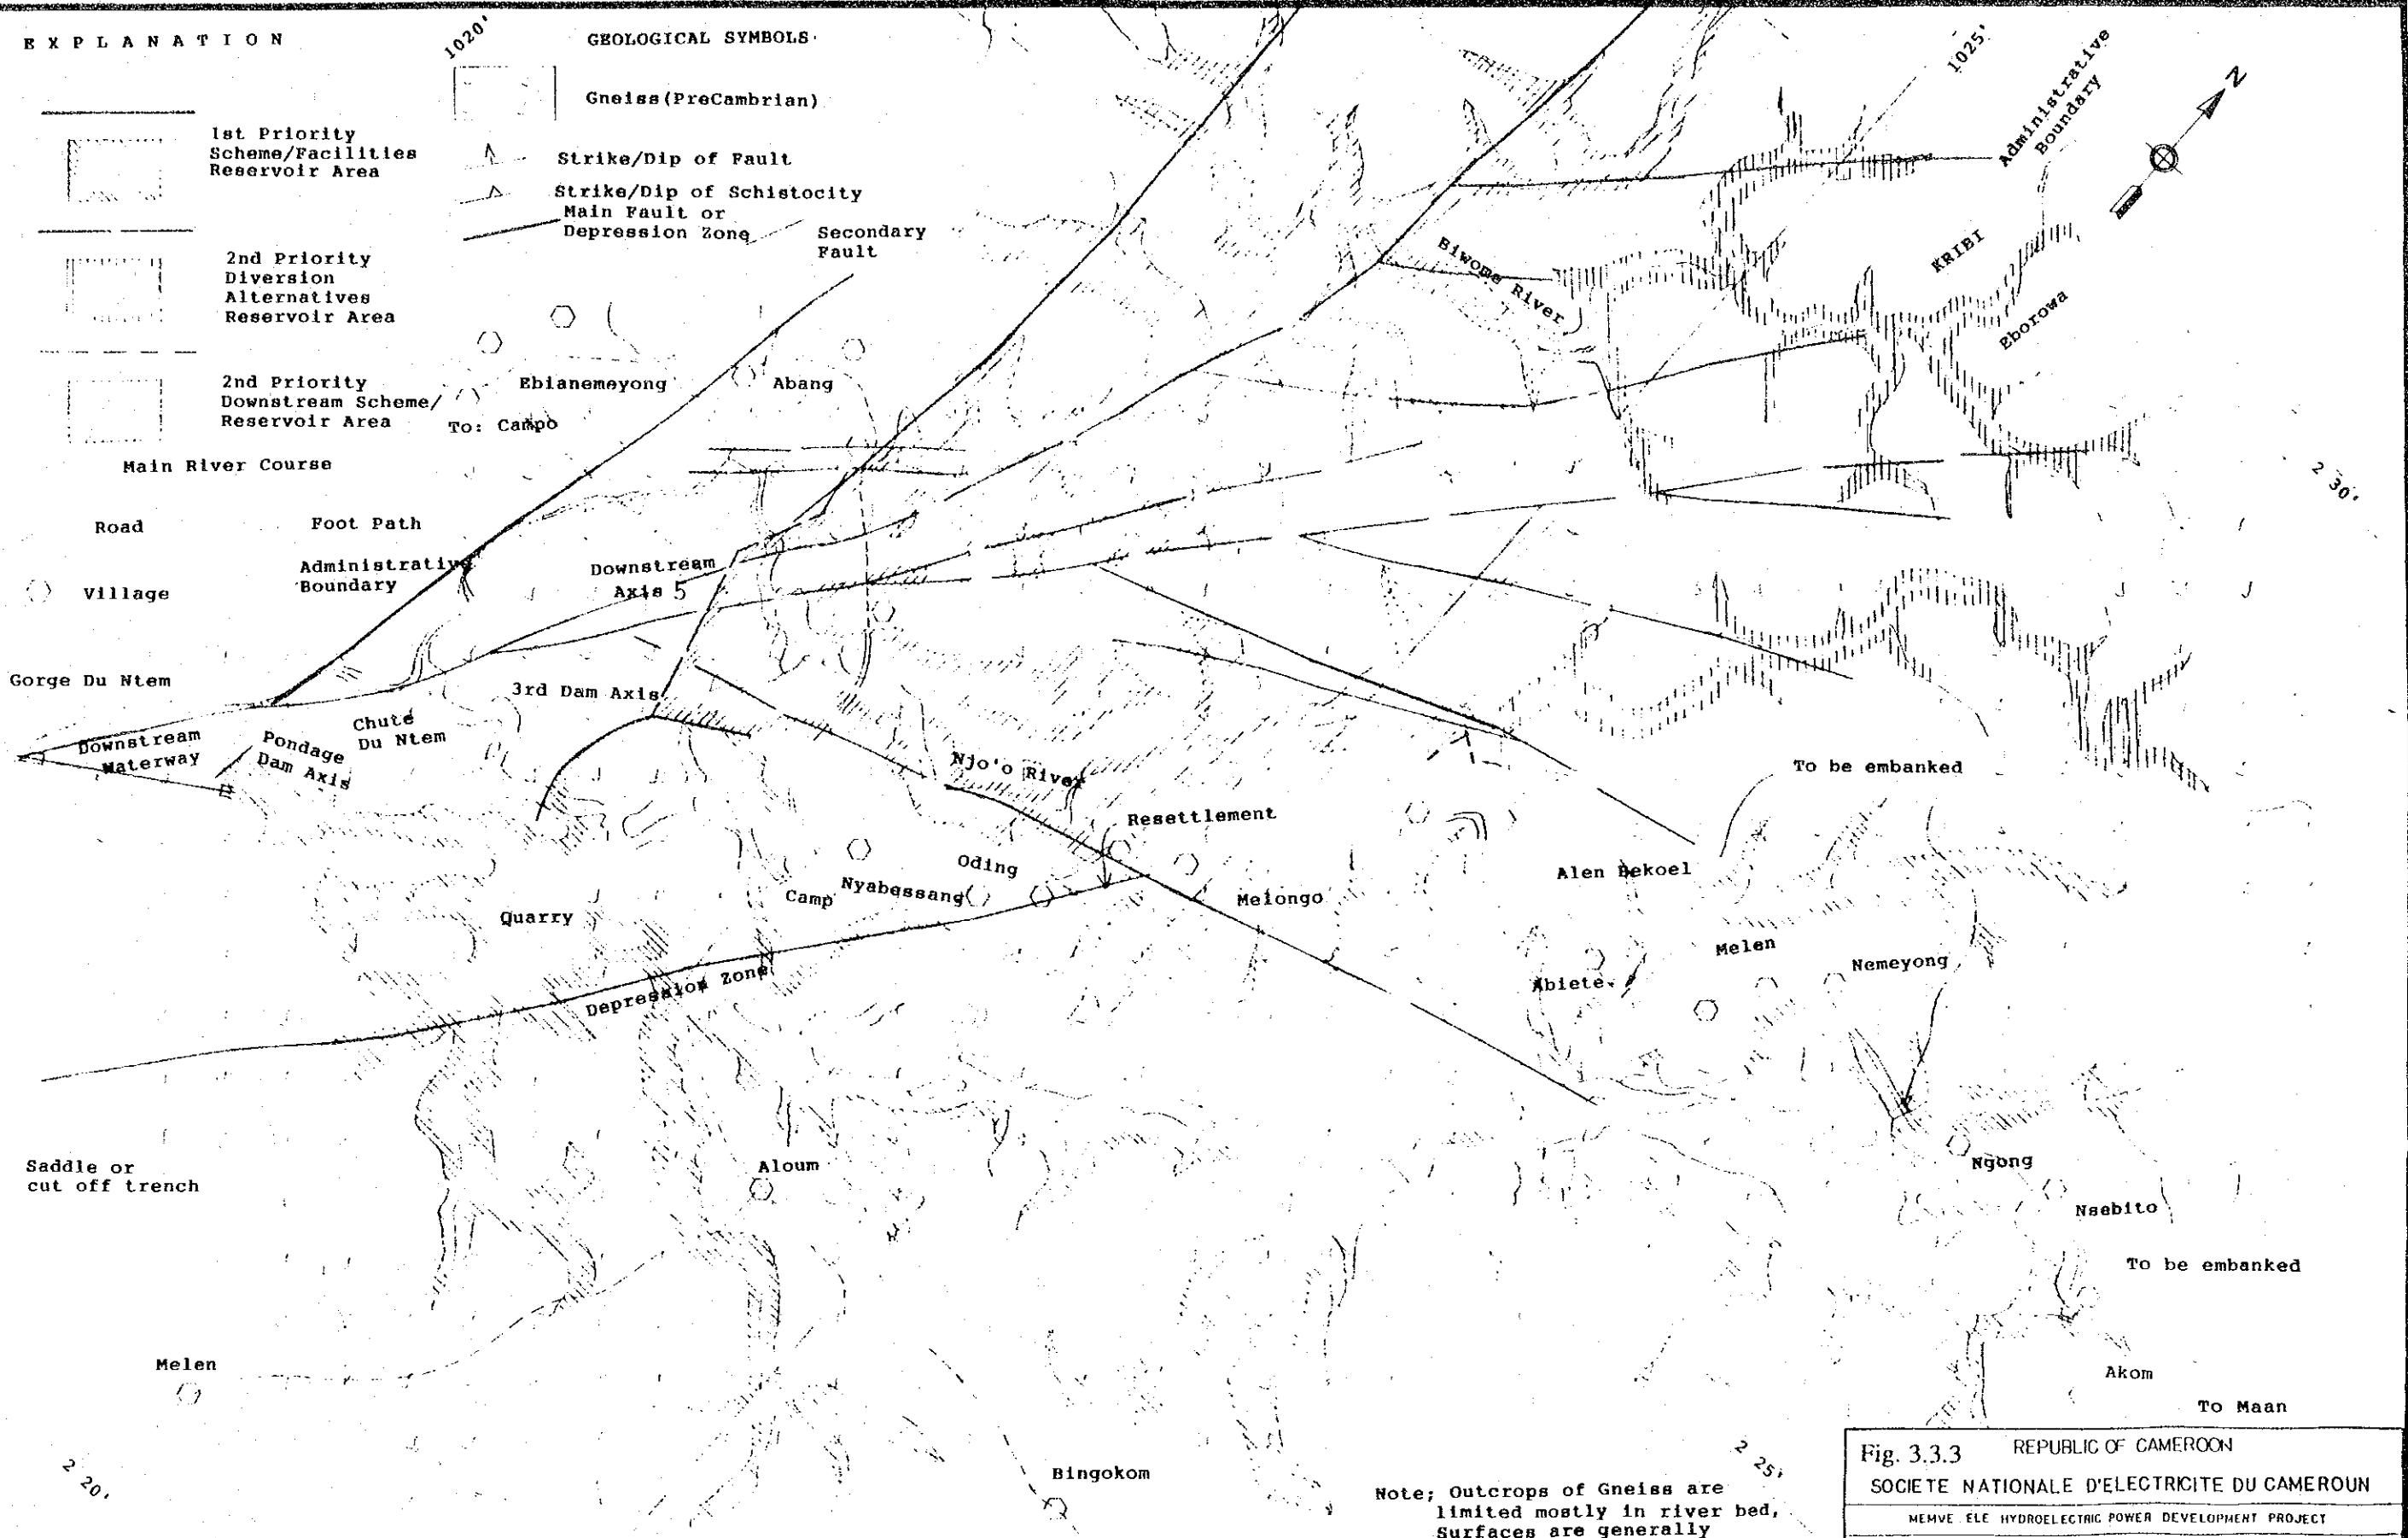 EXPLANATION
1020'
GEOLOGICAL SYMBOLS
Gneiss(PreCambrian)
1st Priority
Scheme/Facilities
Reservoir Area
Strike/Dip of Fault
Strike/Dip of Schistocity
Main Fault or
Depression Zone
Secondary
Fault
2nd Priority
Diversion
Alternatives
Reservoir Area
2nd Priority
Downstream Scheme/
Reservoir Area
Main River Course
Road
Foot Path
Village
Administrative
Boundary
1025'
Administrative
Boundary
N
KRIBI
Eborowa
Biwome River
2 30'
Ebianemeyong
Abang
To: Campo
Downstream
Axis 5
Gorge Du Ntem
3rd Dam Axis
Chute
Du Ntem
Downstream
Waterway
Pondage
Dam Axis
Njo'o River
Resettlement
To be embanked
Oding
Nyabessang
Camp
Quarry
Melongo
Alen Bekoel
Melen
Nemeyong
Abiete
Depression Zone
Saddle or
cut off trench
Aloum
Ngong
Nsebito
To be embanked
Melen
Akom
To Maan
2 20'
Bingokom
2 25'
Note; Outcrops of Gneiss are
limited mostly in river bed,
Surfaces are generally
Fig. 3.3.3
REPUBLIC OF CAMEROON
SOCIETE NATIONALE D'ELECTRICITE DU CAMEROUN
MEMVE ELE HYDROELECTRIC POWER DEVELOPMENT PROJECT